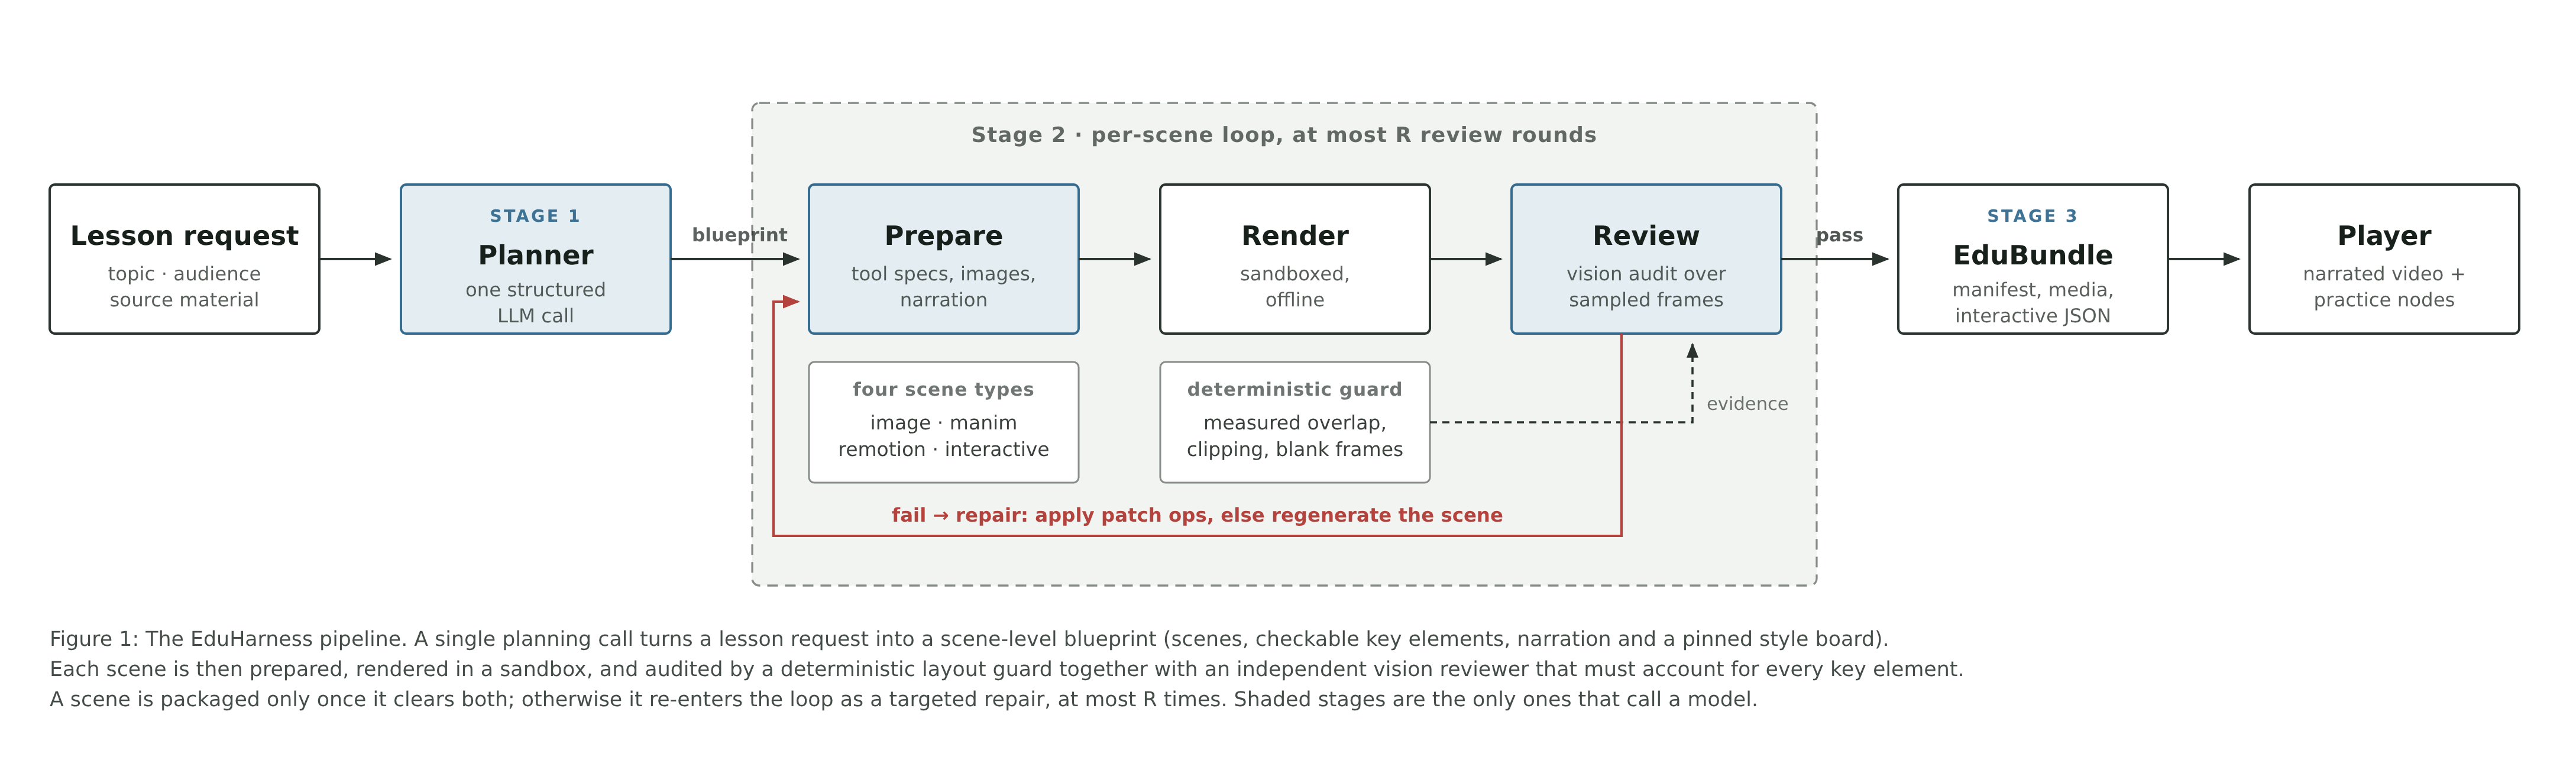 Stage 2 · per-scene loop, at most R review rounds
Lesson request
topic · audience
source material
STAGE 1
Planner
one structured
LLM call
blueprint
Prepare
tool specs, images,
narration
Render
sandboxed,
offline
Review
vision audit over
sampled frames
pass
STAGE 3
EduBundle
manifest, media,
interactive JSON
Player
narrated video +
practice nodes
four scene types
image · manim
remotion · interactive
deterministic guard
measured overlap,
clipping, blank frames
evidence
fail → repair: apply patch ops, else regenerate the scene
Figure 1: The EduHarness pipeline. A single planning call turns a lesson request into a scene-level blueprint (scenes, checkable key elements, narration and a pinned style board).
Each scene is then prepared, rendered in a sandbox, and audited by a deterministic layout guard together with an independent vision reviewer that must account for every key element.
A scene is packaged only once it clears both; otherwise it re-enters the loop as a targeted repair, at most R times. Shaded stages are the only ones that call a model.